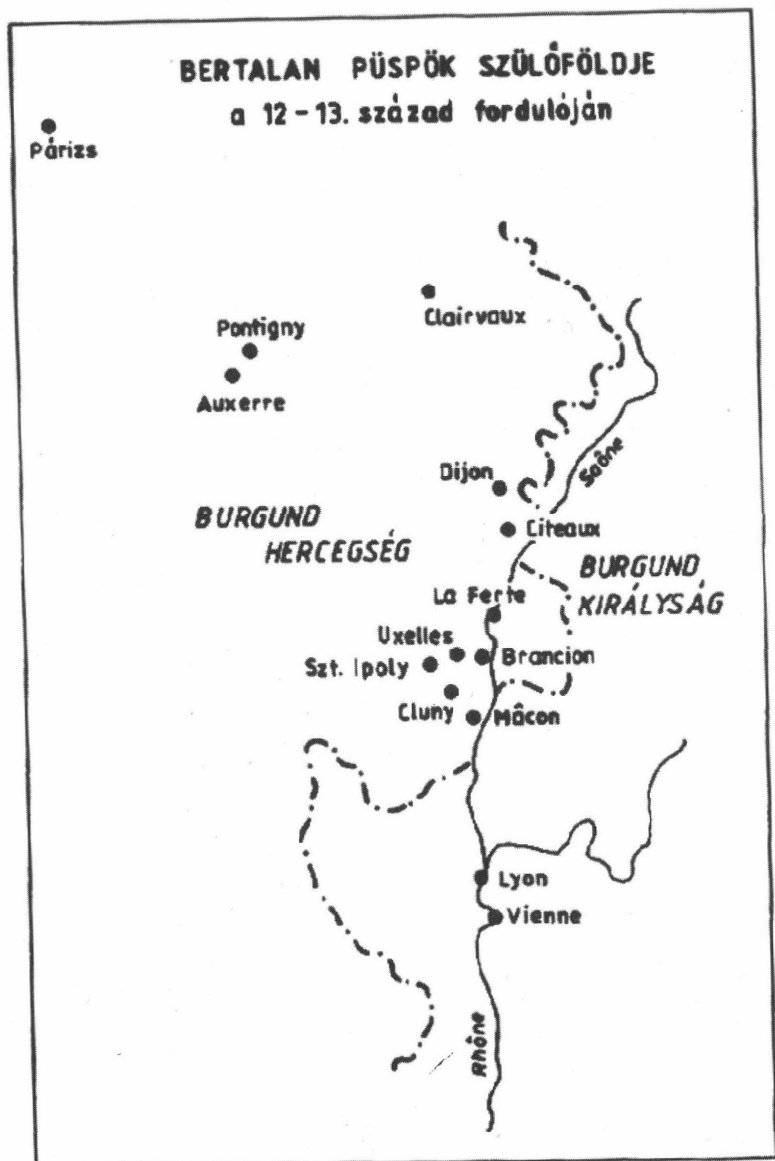 BERTALAN PÜSPÖK SZÜLŐFÖLDJE
a 12-13. század fordulóján
Párizs
Clairvaux
Pontigny
Auxerre
Saône
Dijon
Citeaux
BURGUND
HERCEGSÉG
BURGUND
KIRÁLYSÁG
La Ferte
Uxelles
Brancion
Szt. Ipoly
Cluny
Mâcon
Lyon
Vienne
Rhône